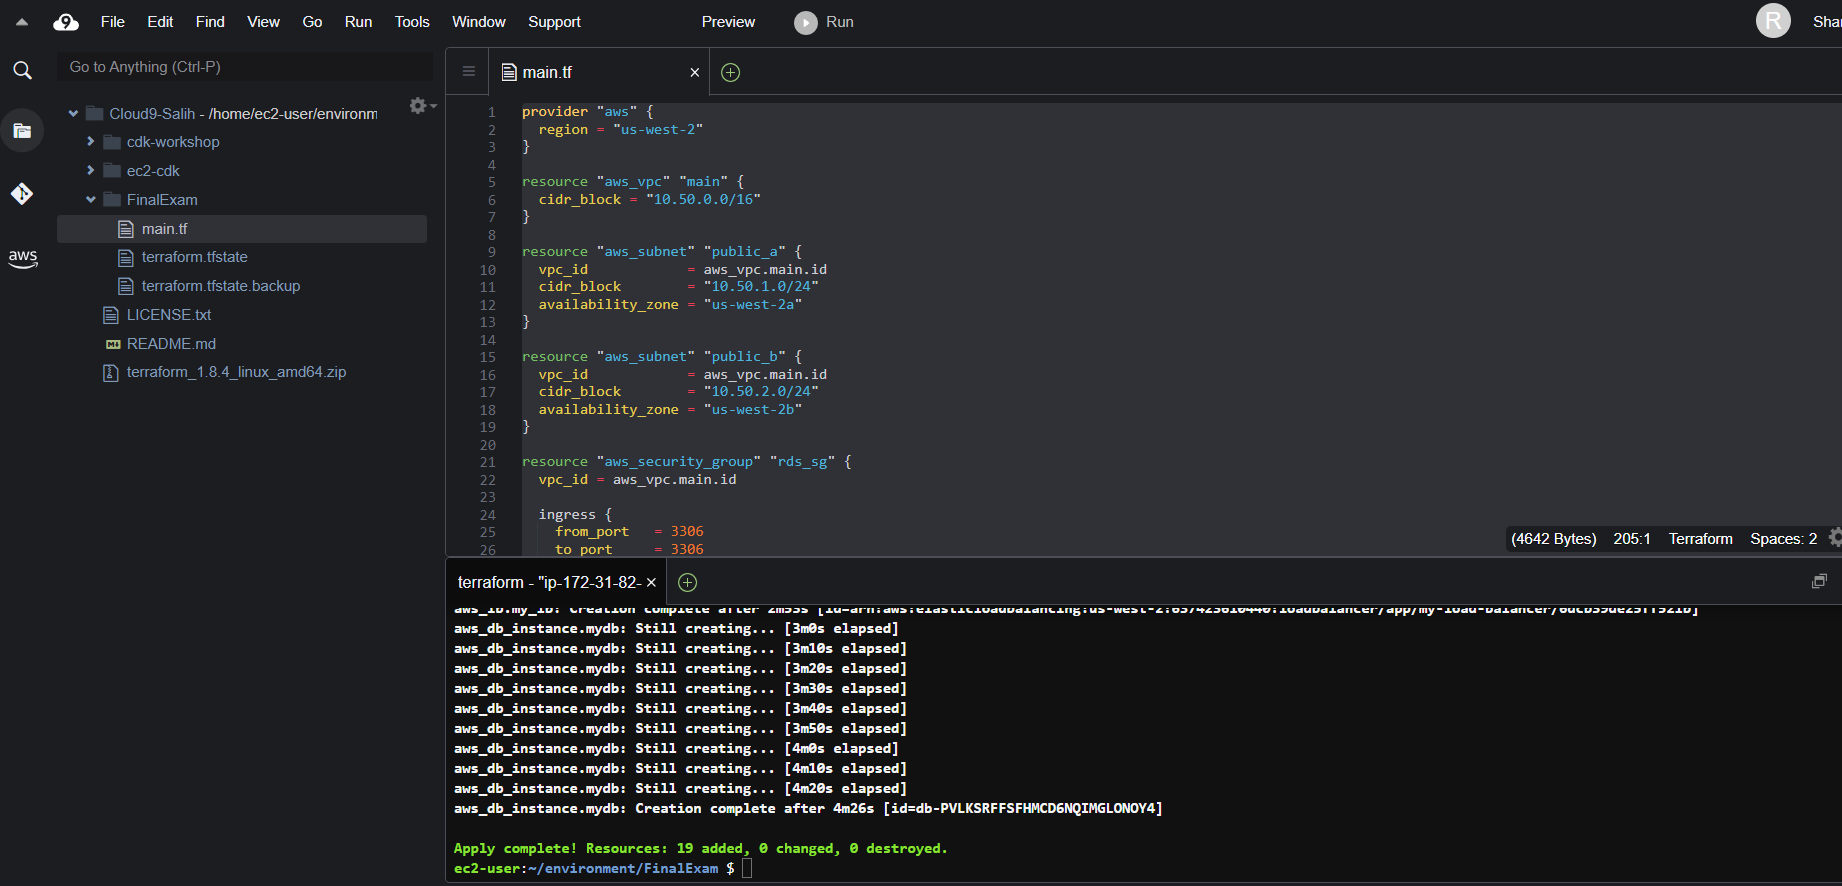 File Edit Find View Go Run Tools Window Support Preview Run
R
Go to Anything (Ctrl-P)
main.tf
Cloud9-Salih - /home/ec2-user/environm
cdk-workshop
ec2-cdk
FinalExam
main.tf
terraform.tfstate
terraform.tfstate.backup
LICENSE.txt
README.md
terraform_1.8.4_linux_amd64.zip
aws
1 provider "aws" {
2 region = "us-west-2"
3 }
4
5 resource "aws_vpc" "main" {
6 cidr_block = "10.50.0.0/16"
7 }
8
9 resource "aws_subnet" "public_a" {
10 vpc_id = aws_vpc.main.id
11 cidr_block = "10.50.1.0/24"
12 availability_zone = "us-west-2a"
13 }
14
15 resource "aws_subnet" "public_b" {
16 vpc_id = aws_vpc.main.id
17 cidr_block = "10.50.2.0/24"
18 availability_zone = "us-west-2b"
19 }
20
21 resource "aws_security_group" "rds_sg" {
22 vpc_id = aws_vpc.main.id
23
24 ingress {
25 from_port = 3306
26 to_port = 3306
(4642 Bytes) 205:1 Terraform Spaces: 2
terraform - "ip-172-31-82-
aws_lb.my_lb: Creation complete after 2m53s
aws_db_instance.mydb: Still creating... [3m0s elapsed]
aws_db_instance.mydb: Still creating... [3m10s elapsed]
aws_db_instance.mydb: Still creating... [3m20s elapsed]
aws_db_instance.mydb: Still creating... [3m30s elapsed]
aws_db_instance.mydb: Still creating... [3m40s elapsed]
aws_db_instance.mydb: Still creating... [3m50s elapsed]
aws_db_instance.mydb: Still creating... [4m0s elapsed]
aws_db_instance.mydb: Still creating... [4m10s elapsed]
aws_db_instance.mydb: Still creating... [4m20s elapsed]
aws_db_instance.mydb: Creation complete after 4m26s [id=db-PVLKSRFFSFHMCD6NQIMGLONOY4]
Apply complete! Resources: 19 added, 0 changed, 0 destroyed.
ec2-user:~/environment/FinalExam $